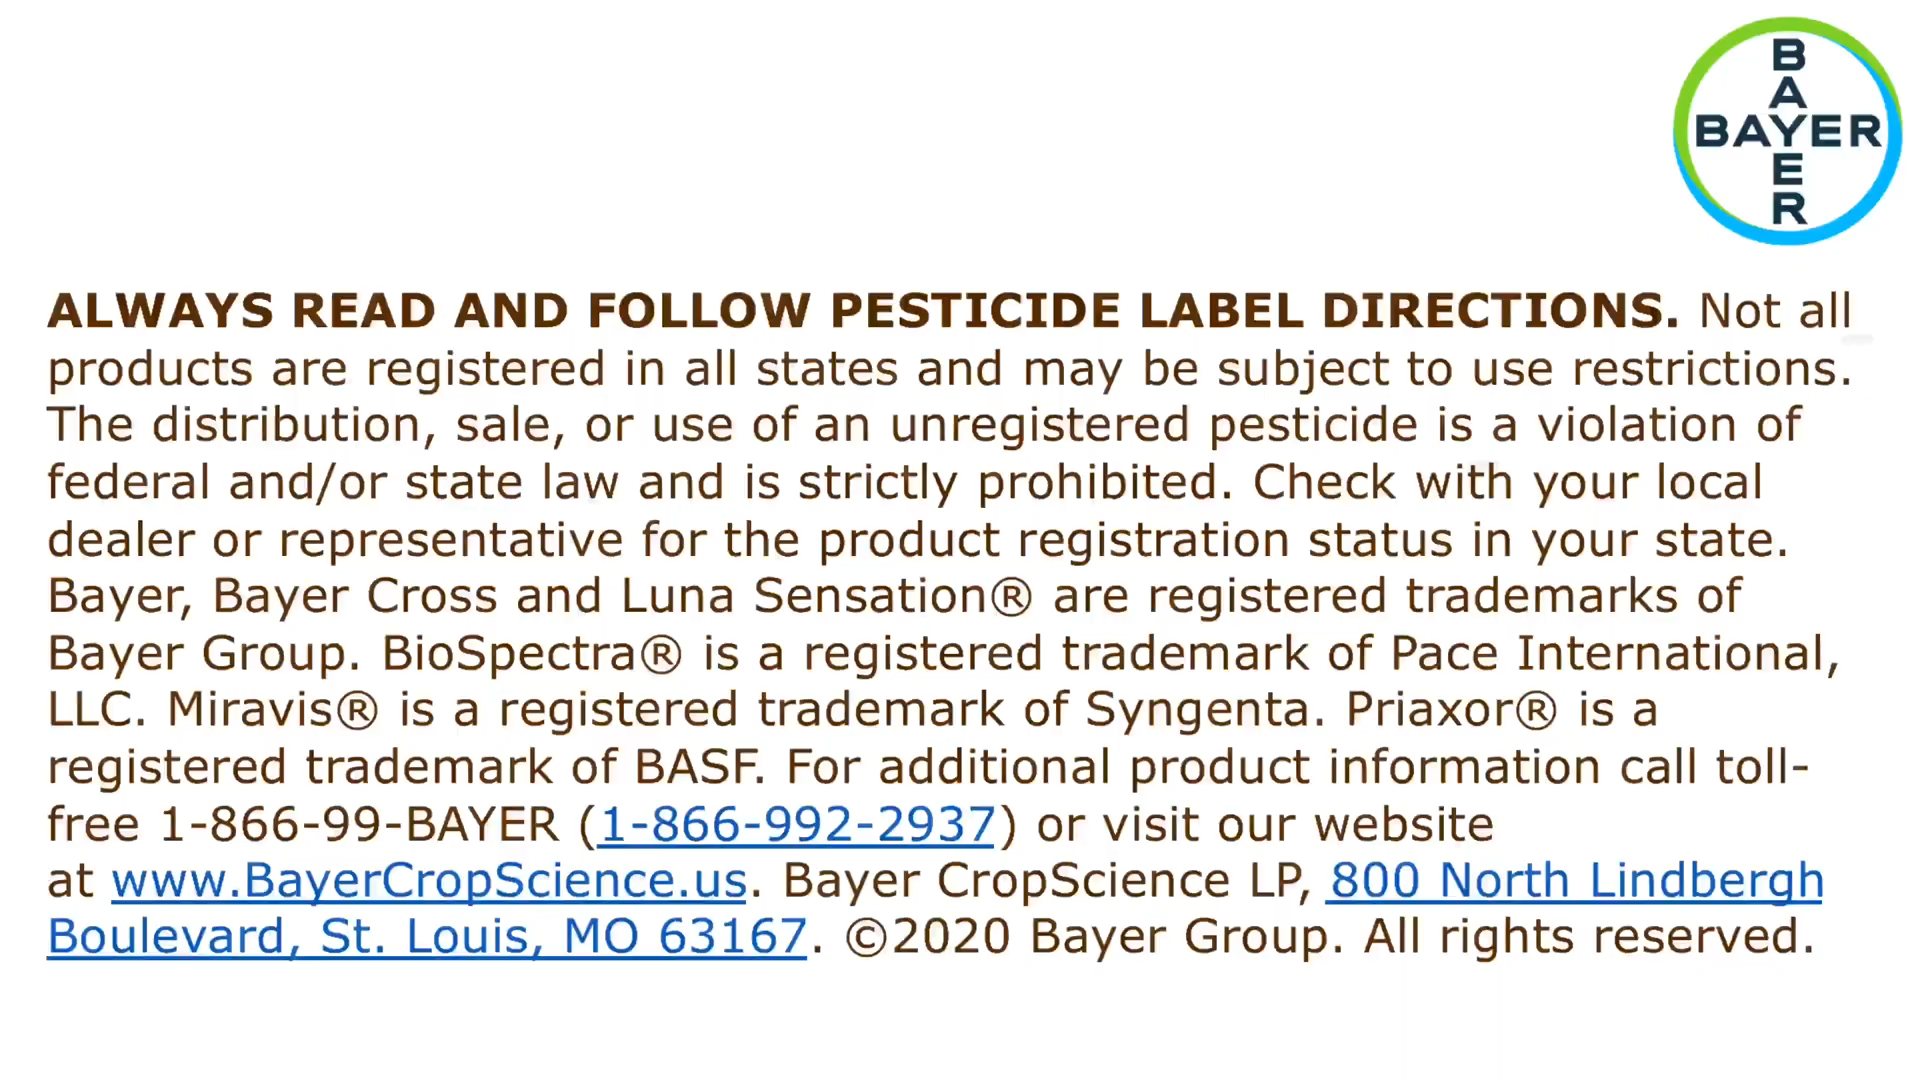 B
A
BAYER
E
R
ALWAYS READ AND FOLLOW PESTICIDE LABEL DIRECTIONS. Not all
products are registered in all states and may be subject to use restrictions.
The distribution, sale, or use of an unregistered pesticide is a violation of
federal and/or state law and is strictly prohibited. Check with your local
dealer or representative for the product registration status in your state.
Bayer, Bayer Cross and Luna Sensation® are registered trademarks of
Bayer Group. BioSpectra® is a registered trademark of Pace International,
LLC. Miravis® is a registered trademark of Syngenta. Priaxor® is a
registered trademark of BASF. For additional product information call toll-
free 1-866-99-BAYER (1-866-992-2937) or visit our website
at www.BayerCropScience.us. Bayer CropScience LP, 800 North Lindbergh
Boulevard, St. Louis, MO 63167. ©2020 Bayer Group. All rights reserved.